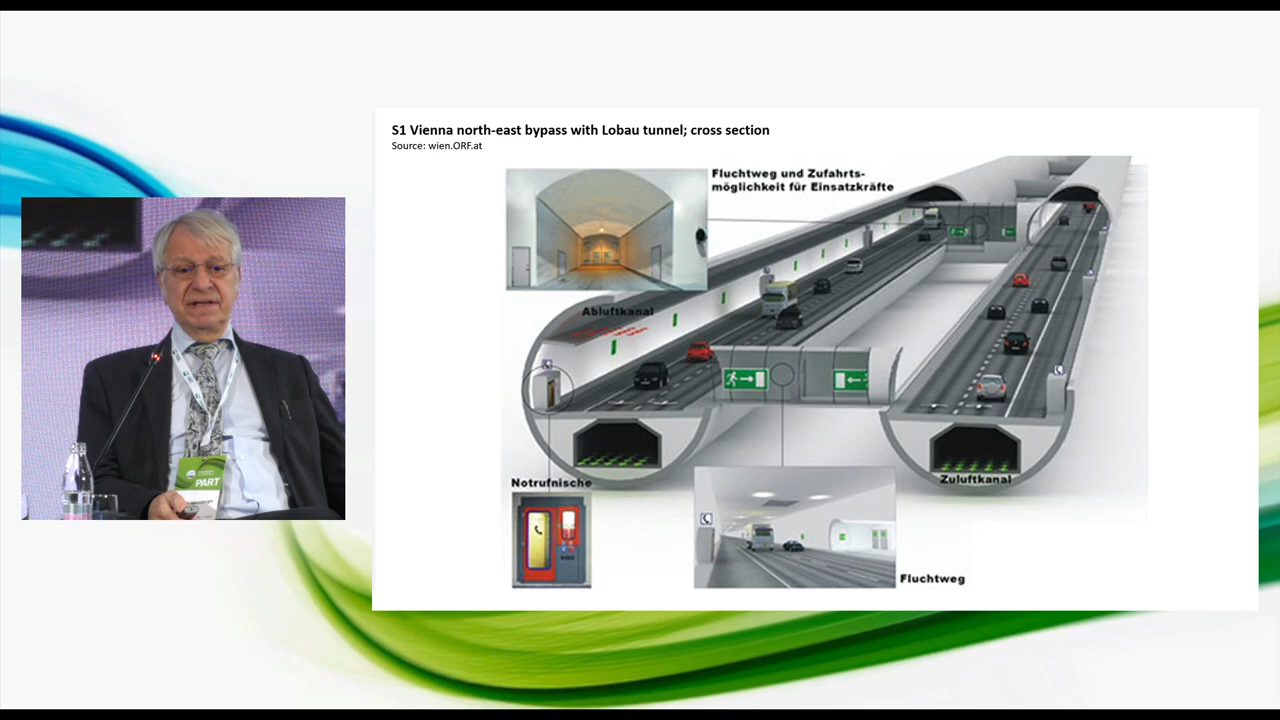 S1 Vienna north-east bypass with Lobau tunnel; cross section
Source: wien.ORF.at
Fluchtweg und Zufahrts-
möglichkeit für Einsatzkräfte
Abluftkanal
Notrufnische
Zuluftkanal
Fluchtweg
PART